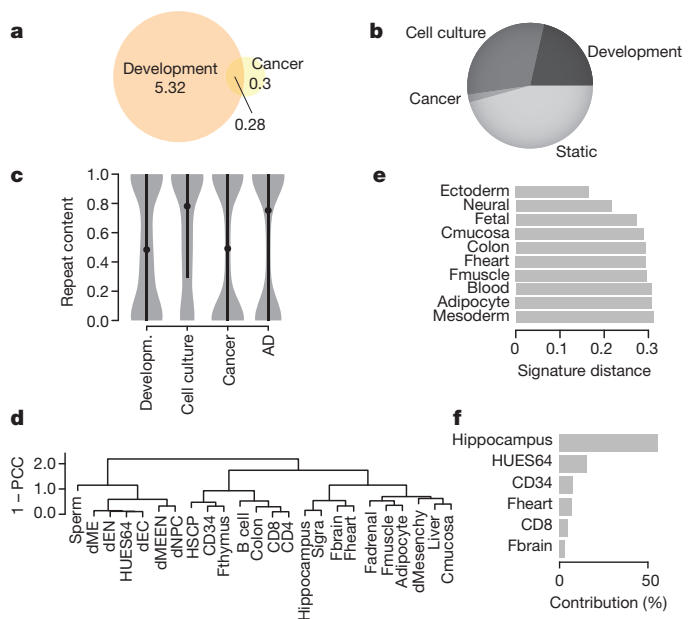 a
Development
5.32
Cancer
0.3
0.28
b
Cell culture
Development
Cancer
Static
c
Repeat content
1.0
0.8
0.6
0.4
0.2
0.0
Developm.
Cell culture
Cancer
AD
e
Ectoderm
Neural
Fetal
Cmucosa
Colon
Fheart
Fmuscle
Blood
Adipocyte
Mesoderm
0 0.1 0.2 0.3
Signature distance
d
1 – PCC
2.0
1.0
0.0
Sperm
dME
dEN
HUES64
dEC
dMEEN
dNPC
HSCP
CD34
Fthymus
B cell
Colon
CD8
CD4
Hippocampus
Sigra
Fbrain
Fheart
Fadrenal
Fmuscle
Adipocyte
dMesenchy
Liver
Cmucosa
f
Hippocampus
HUES64
CD34
Fheart
CD8
Fbrain
0 50
Contribution (%)